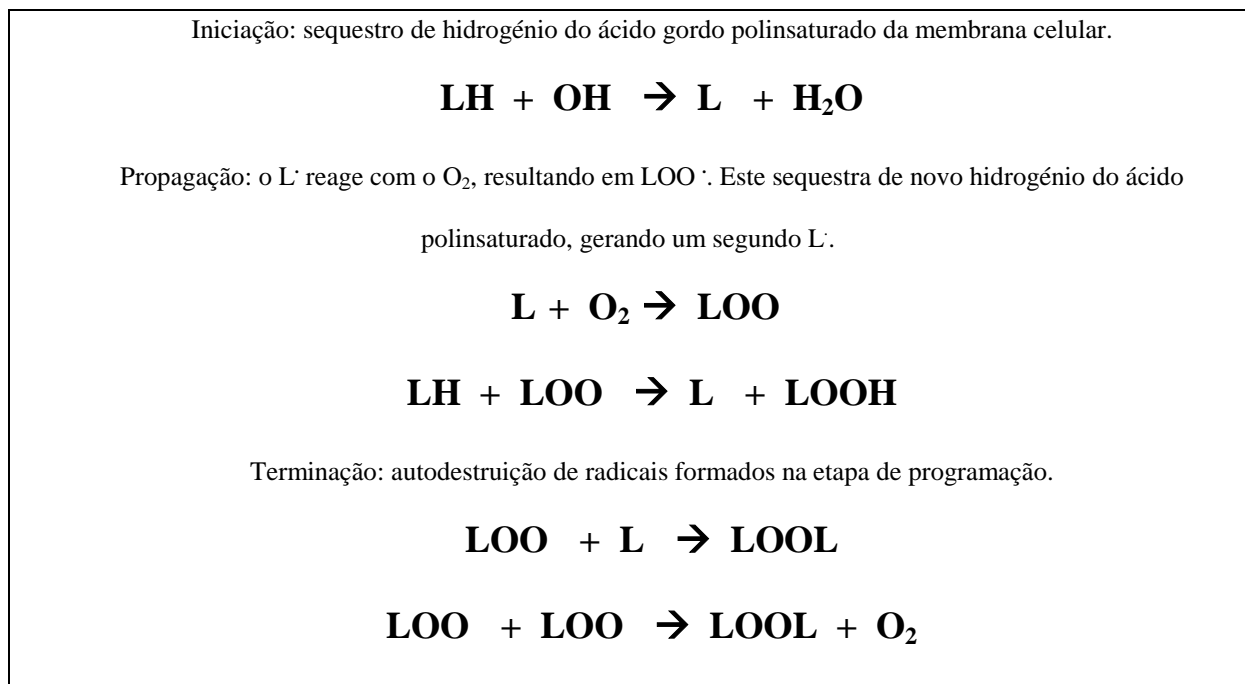 Iniciação: sequestro de hidrogénio do ácido gordo polinsaturado da membrana celular.
LH + OH → L + H₂O
Propagação: o L˙ reage com o O₂, resultando em LOO ˙. Este sequestra de novo hidrogénio do ácido
polinsaturado, gerando um segundo L˙.
L + O₂ → LOO
LH + LOO → L + LOOH
Terminação: autodestruição de radicais formados na etapa de programação.
LOO + L → LOOL
LOO + LOO → LOOL + O₂